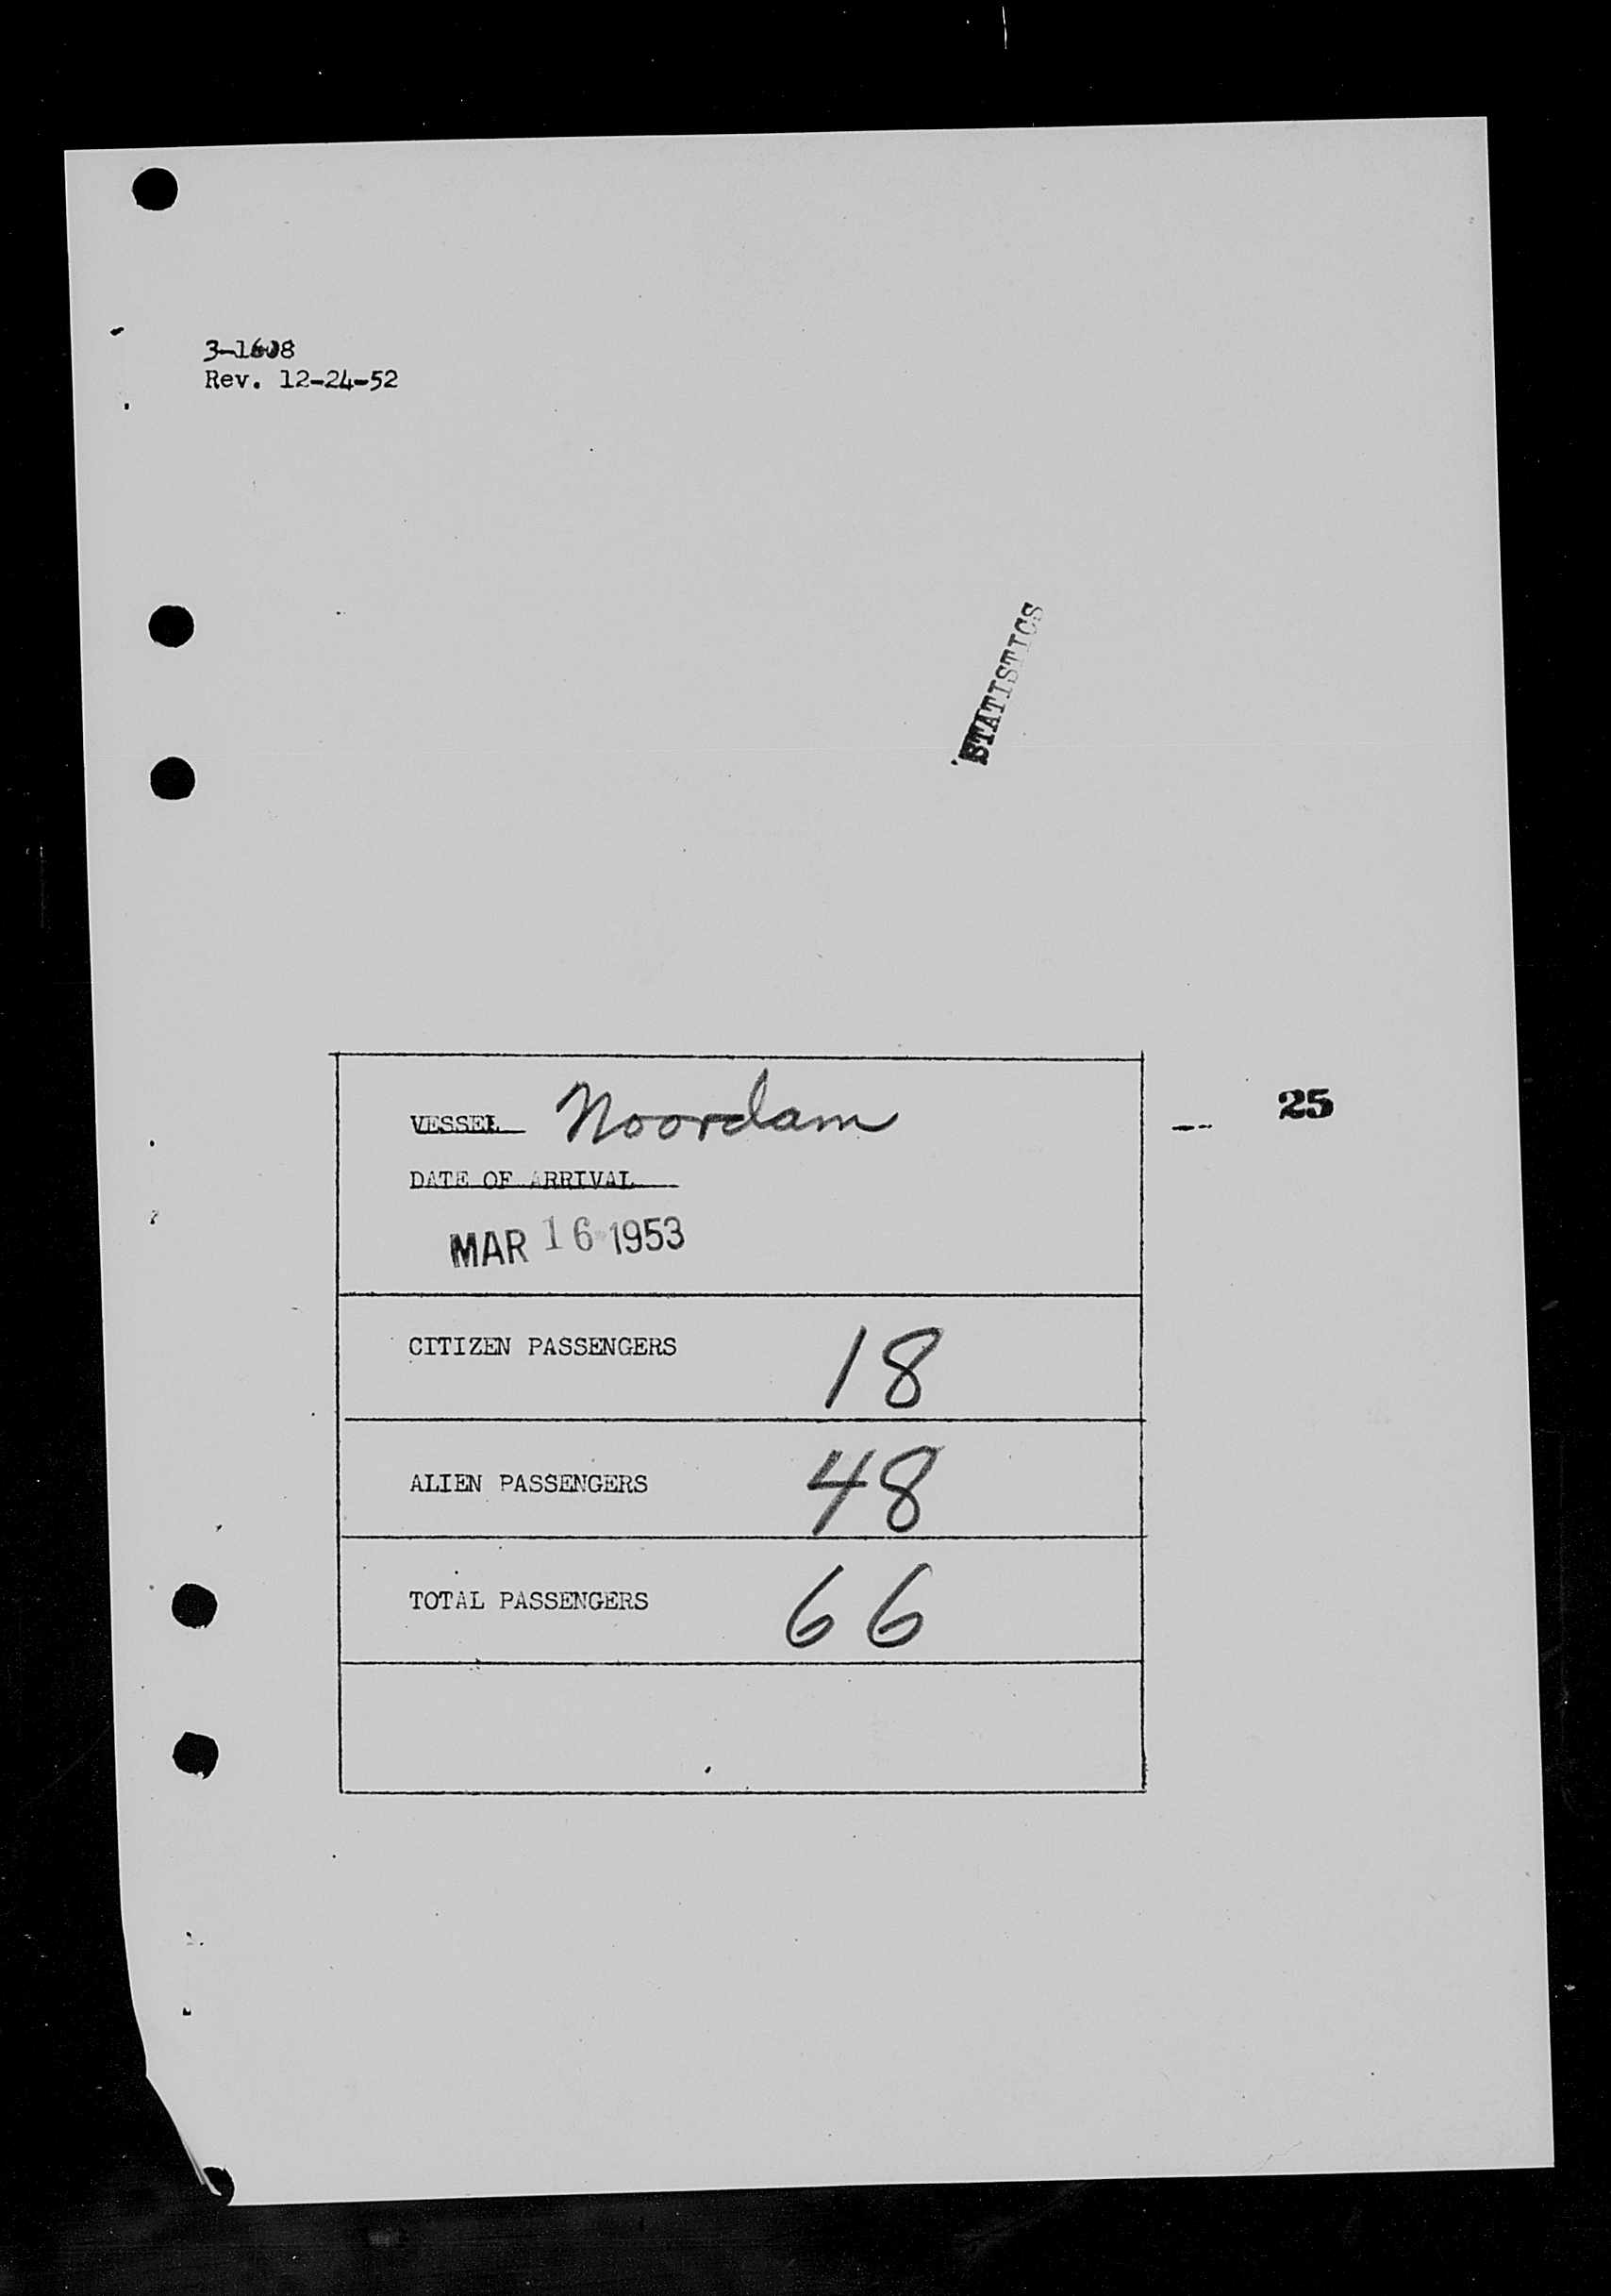 3-1608
Rev. 12-24-52
STATISTICS
VESSEL Noordam
25
DATE OF ARRIVAL
MAR 16 1953
CITIZEN PASSENGERS 18
ALIEN PASSENGERS 48
TOTAL PASSENGERS 66